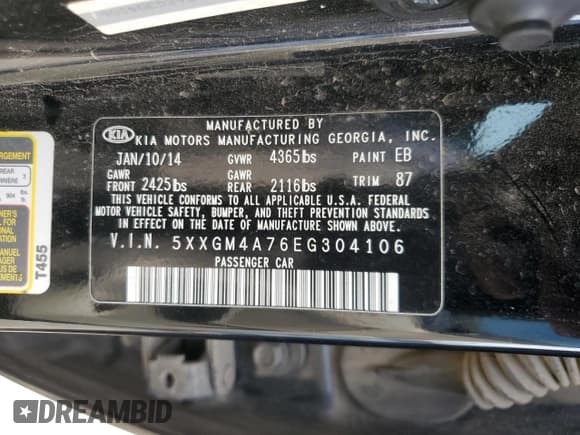 MANUFACTURED BY
KIA KIA MOTORS MANUFACTURING GEORGIA, INC.
JAN/10/14 GVWR 4365lbs PAINT EB
GAWR FRONT 2425lbs GAWR REAR 2116lbs TRIM 87
THIS VEHICLE CONFORMS TO ALL APPLICABLE U.S.A. FEDERAL
MOTOR VEHICLE SAFETY, BUMPER, AND THEFT PREVENTION STANDARDS
IN EFFECT ON THE DATE OF MANUFACTURE SHOWN ABOVE.
V.I.N. 5XXGM4A76EG304106
PASSENGER CAR
T455
DREAMBID